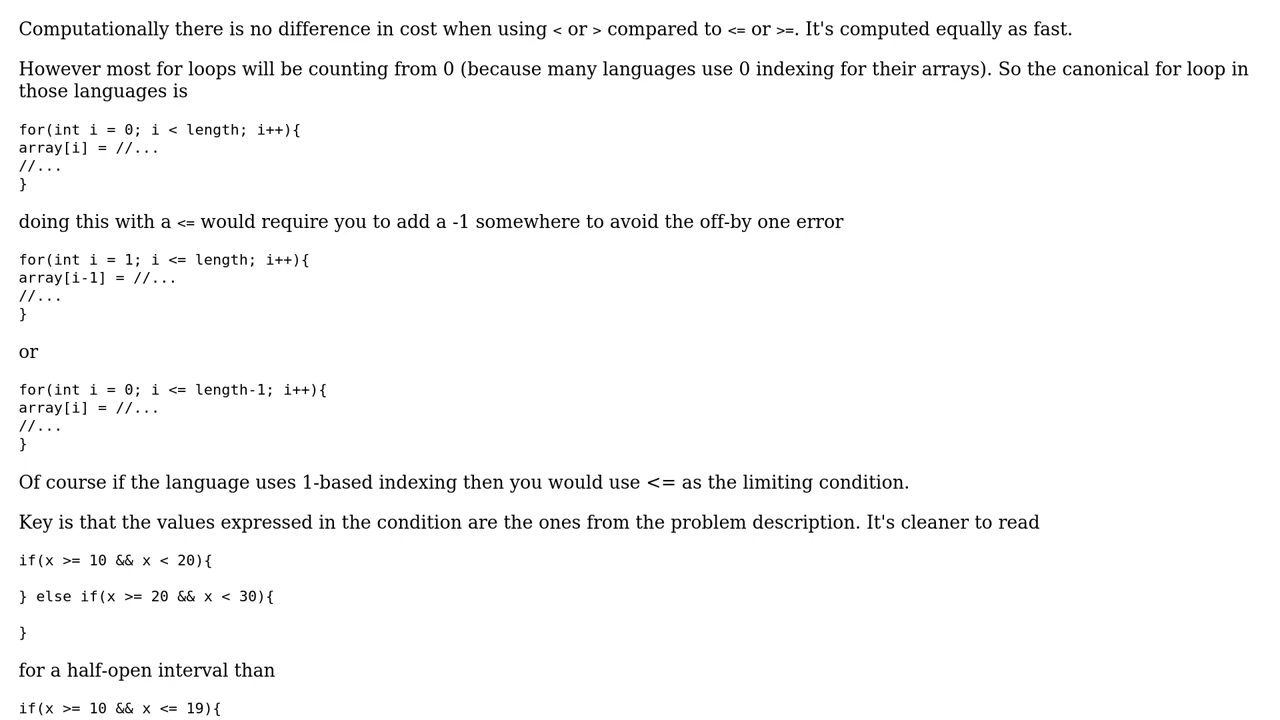 Computationally there is no difference in cost when using < or > compared to <= or >=. It's computed equally as fast.
However most for loops will be counting from 0 (because many languages use 0 indexing for their arrays). So the canonical for loop in
those languages is
for(int i = 0; i < length; i++){
array[i] = //...
//...
}
doing this with a <= would require you to add a -1 somewhere to avoid the off-by one error
for(int i = 1; i <= length; i++){
array[i-1] = //...
//...
}
or
for(int i = 0; i <= length-1; i++){
array[i] = //...
//...
}
Of course if the language uses 1-based indexing then you would use <= as the limiting condition.
Key is that the values expressed in the condition are the ones from the problem description. It's cleaner to read
if(x >= 10 && x < 20){
} else if(x >= 20 && x < 30){
}
for a half-open interval than
if(x >= 10 && x <= 19){